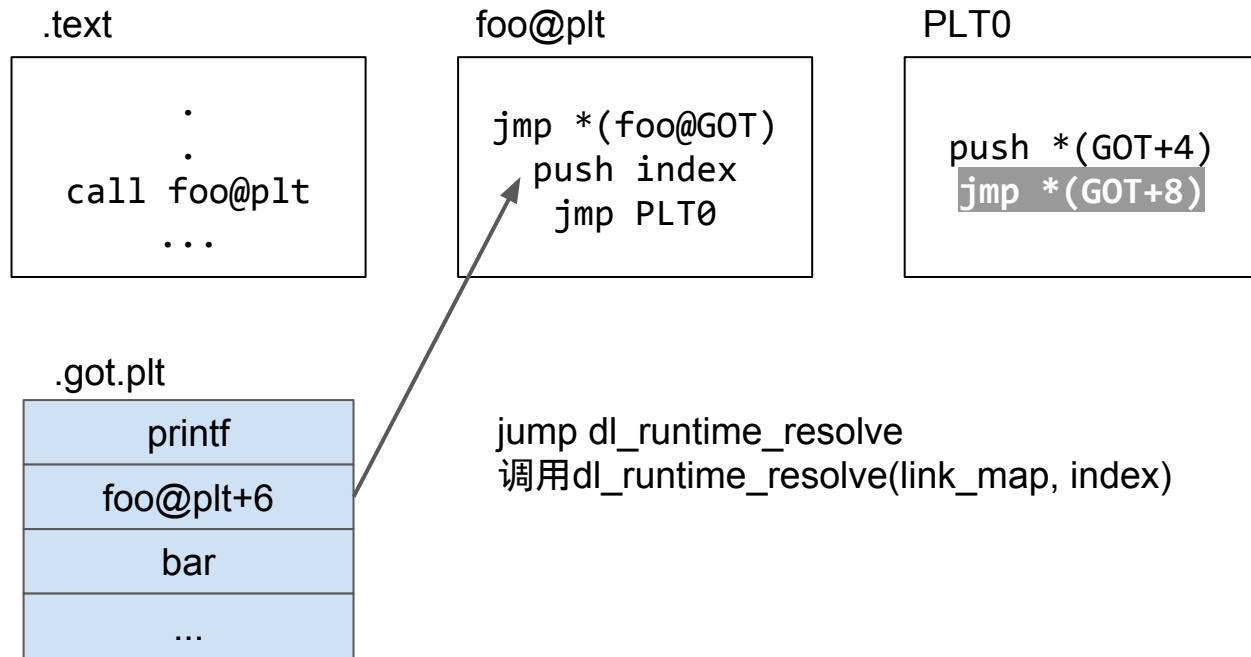 .text
.
.
call foo@plt
...
foo@plt
jmp *(foo@GOT)
push index
jmp PLT0
PLT0
push *(GOT+4)
jmp *(GOT+8)
.got.plt
printf
foo@plt+6
bar
...
jump dl_runtime_resolve
调用dl_runtime_resolve(link_map, index)